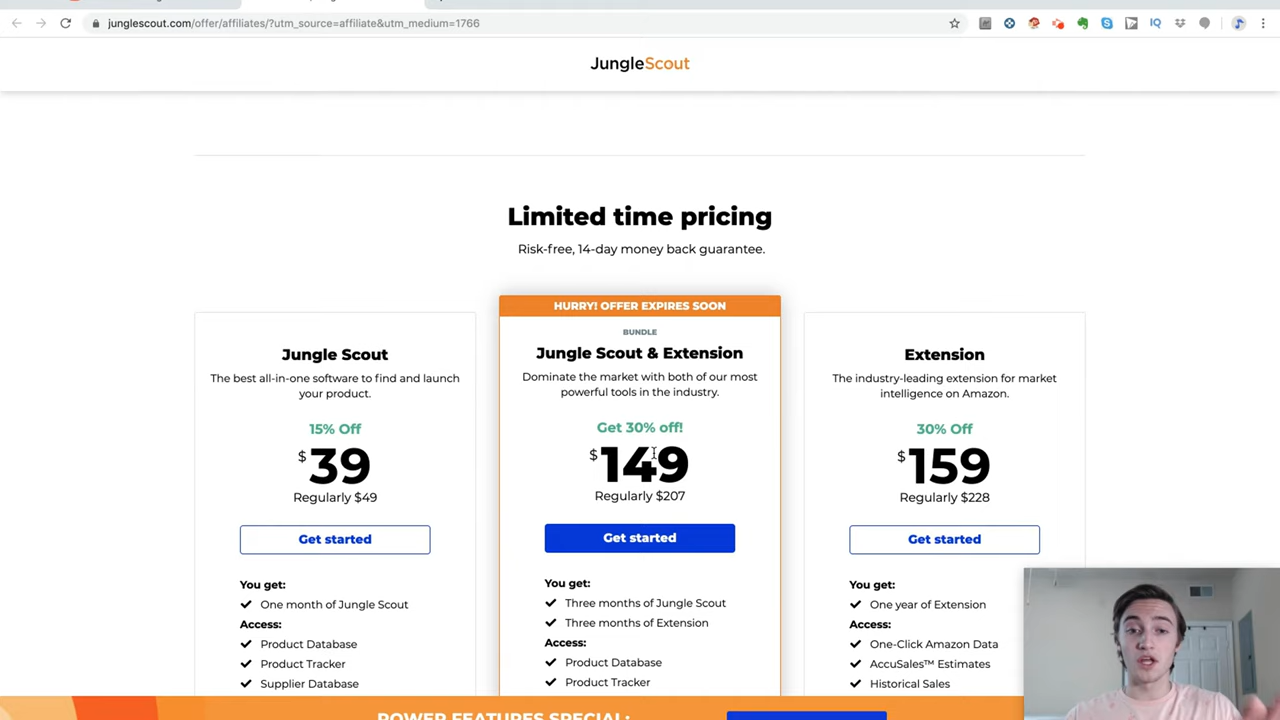 junglescout.com/offer/affiliates/?utm_source=affiliate&utm_medium=1766
JungleScout
Limited time pricing
Risk-free, 14-day money back guarantee.
Jungle Scout
The best all-in-one software to find and launch
your product.
15% Off
$39
Regularly $49
Get started
You get:
One month of Jungle Scout
Access:
Product Database
Product Tracker
Supplier Database
HURRY! OFFER EXPIRES SOON
BUNDLE
Jungle Scout & Extension
Dominate the market with both of our most
powerful tools in the industry.
Get 30% off!
$149
Regularly $207
Get started
You get:
Three months of Jungle Scout
Three months of Extension
Access:
Product Database
Product Tracker
Extension
The industry-leading extension for market
intelligence on Amazon.
30% Off
$159
Regularly $228
Get started
You get:
One year of Extension
Access:
One-Click Amazon Data
AccuSales™ Estimates
Historical Sales
POWER FEATURES SPECIAL: